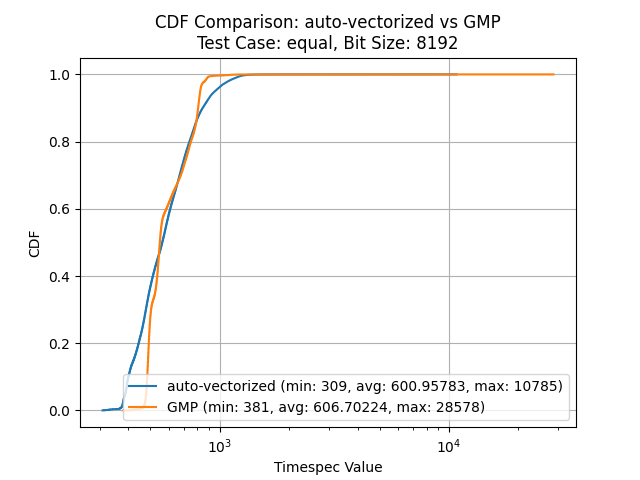 CDF Comparison: auto-vectorized vs GMP
Test Case: equal, Bit Size: 8192
CDF
1.0
0.8
0.6
0.4
0.2
0.0
auto-vectorized (min: 309, avg: 600.95783, max: 10785)
GMP (min: 381, avg: 606.70224, max: 28578)
10³ 10⁴
Timespec Value